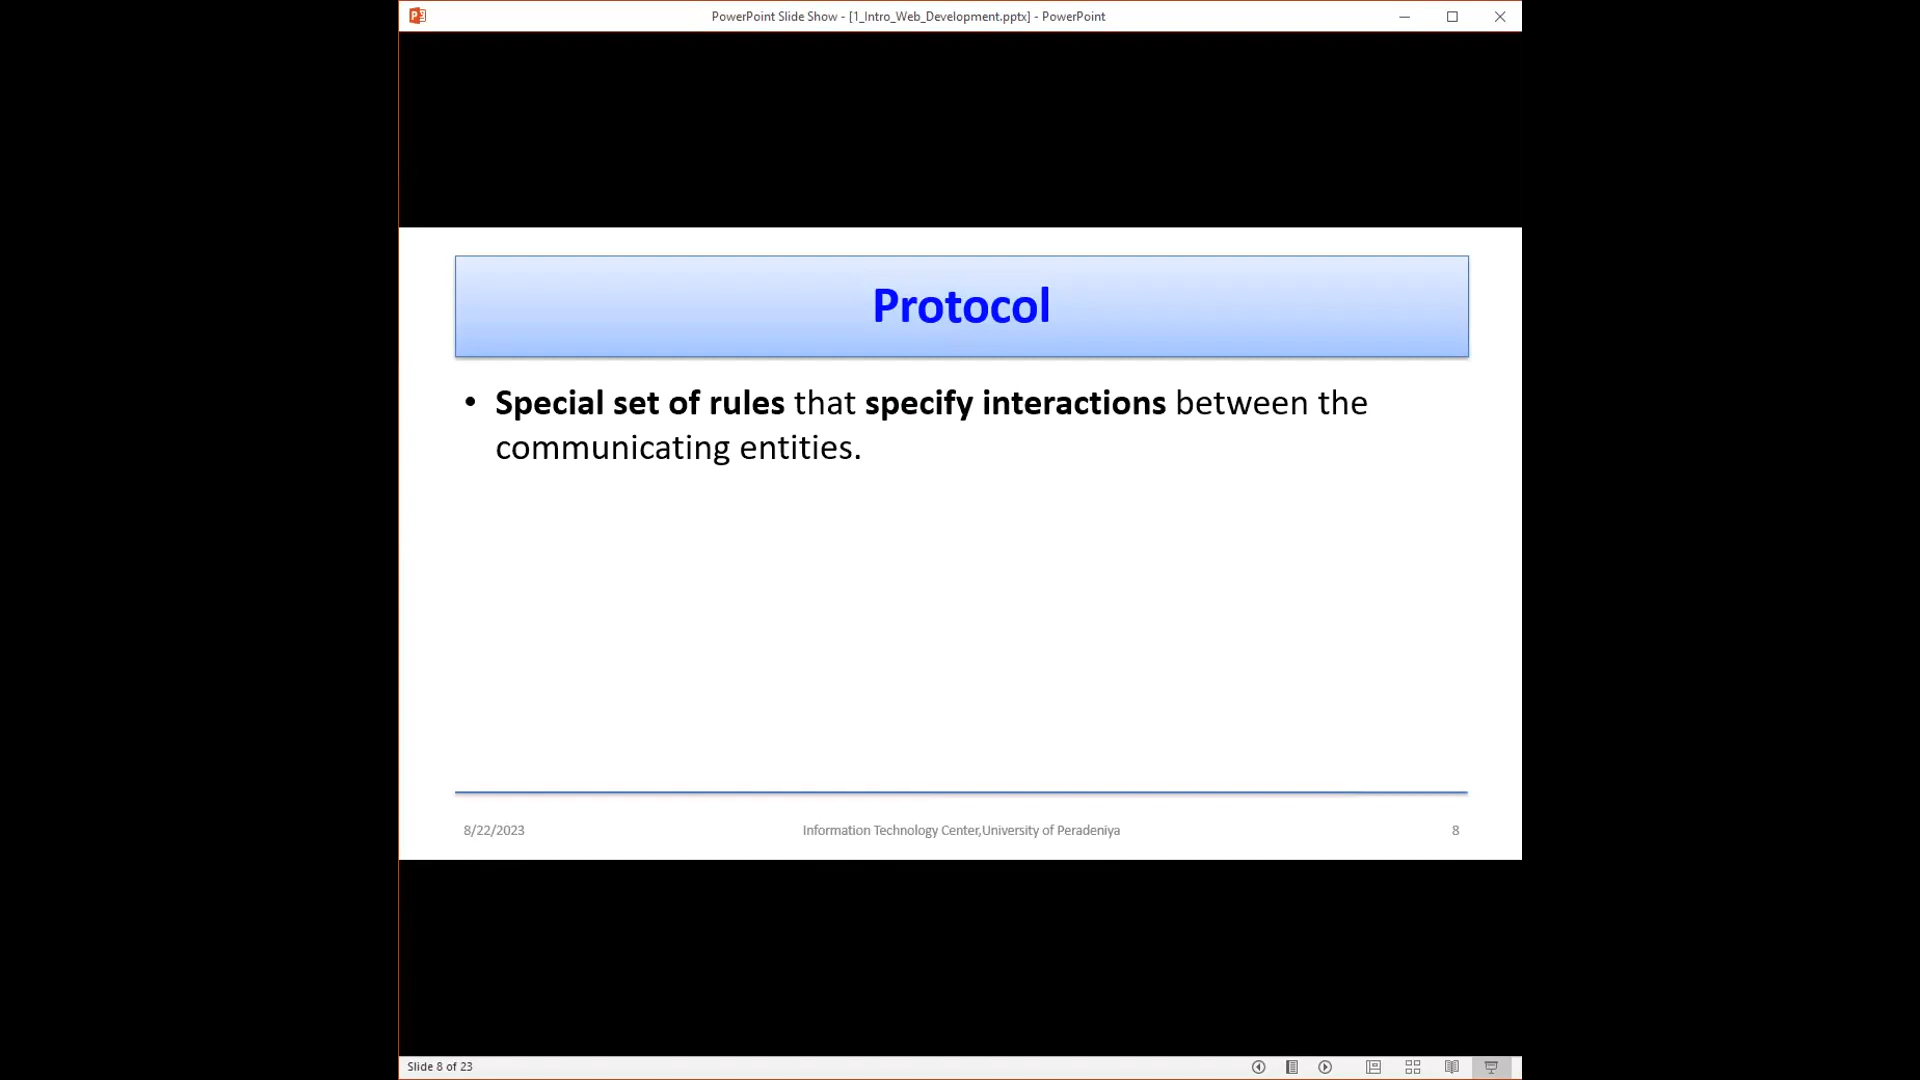 PowerPoint Slide Show - [1_Intro_Web_Development.pptx] - PowerPoint
Protocol
• Special set of rules that specify interactions between the
communicating entities.
8/22/2023
Information Technology Center,University of Peradeniya
8
Slide 8 of 23